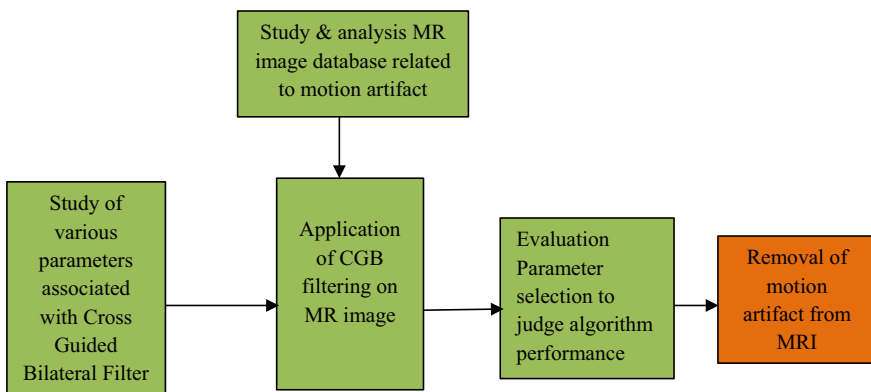 Study & analysis MR
image database related
to motion artifact
Study of
various
parameters
associated
with Cross
Guided
Bilateral Filter
Application
of CGB
filtering on
MR image
Evaluation
Parameter
selection to
judge algorithm
performance
Removal of
motion
artifact from
MRI